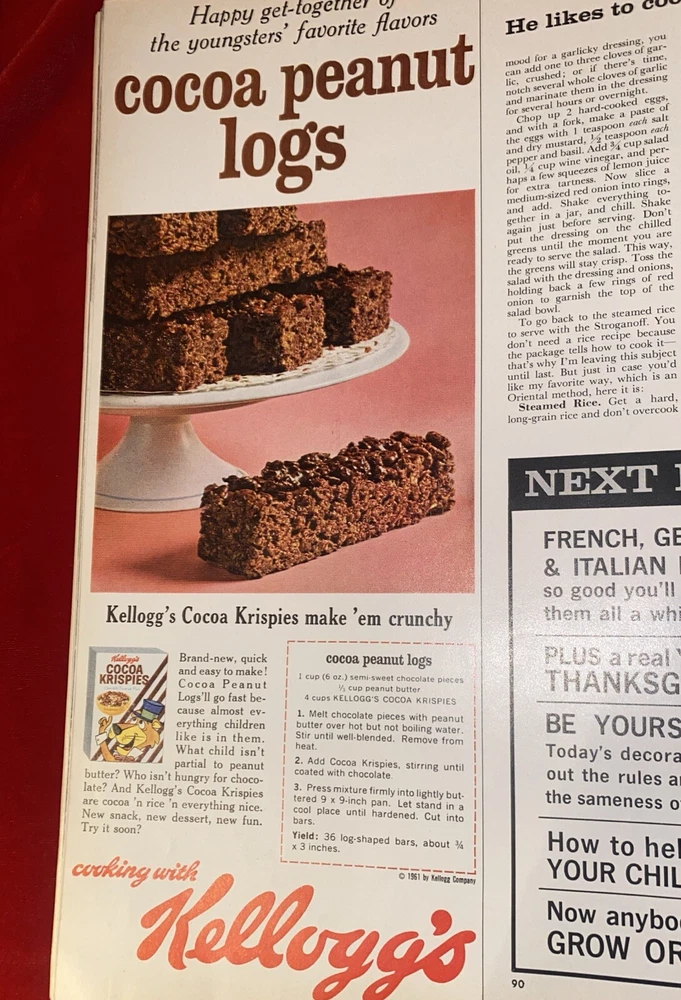 Happy get-together of
the youngsters' favorite flavors
cocoa peanut
logs
Kellogg's Cocoa Krispies make 'em crunchy
Kellogg's
COCOA
KRISPIES
Brand-new, quick
and easy to make!
Cocoa Peanut
Logs'll go fast be-
cause almost ev-
erything children
like is in them.
What child isn't
partial to peanut
butter? Who isn't hungry for choco-
late? And Kellogg's Cocoa Krispies
are cocoa 'n rice 'n everything nice.
New snack, new dessert, new fun.
Try it soon?
cocoa peanut logs
1 cup (6 oz.) semi-sweet chocolate pieces
½ cup peanut butter
4 cups KELLOGG'S COCOA KRISPIES
1. Melt chocolate pieces with peanut
butter over hot but not boiling water.
Stir until well-blended. Remove from
heat.
2. Add Cocoa Krispies, stirring until
coated with chocolate.
3. Press mixture firmly into lightly but-
tered 9 x 9-inch pan. Let stand in a
cool place until hardened. Cut into
bars.
Yield: 36 log-shaped bars, about ¾
x 3 inches.
© 1961 by Kellogg Company
cooking with
Kellogg's
He likes to coo
mood for a garlicky dressing, you
can add one to three cloves of gar-
lic, crushed; or if there's time,
notch several whole cloves of garlic
and marinate them in the dressing
for several hours or overnight.
Chop up 2 hard-cooked eggs,
and with a fork, make a paste of
the eggs with 1 teaspoon each salt
and dry mustard, ½ teaspoon each
pepper and basil. Add ¾ cup salad
oil, ¼ cup wine vinegar, and per-
haps a few squeezes of lemon juice
for extra tartness. Now slice a
medium-sized red onion into rings,
and add. Shake everything to-
gether in a jar, and chill. Shake
again just before serving. Don't
put the dressing on the chilled
greens until the moment you are
ready to serve the salad. This way,
the greens will stay crisp. Toss the
salad with the dressing and onions,
holding back a few rings of red
onion to garnish the top of the
salad bowl.
To go back to the steamed rice
to serve with the Stroganoff. You
don't need a rice recipe because
the package tells how to cook it—
that's why I'm leaving this subject
until last. But just in case you'd
like my favorite way, which is an
Oriental method, here it is:
Steamed Rice. Get a hard,
long-grain rice and don't overcook
NEXT
FRENCH, GE
& ITALIAN
so good you'll
them all a whi
PLUS a real
THANKSG
BE YOURS
Today's decora
out the rules a
the sameness o
How to hel
YOUR CHIL
Now anybo
GROW OR
90